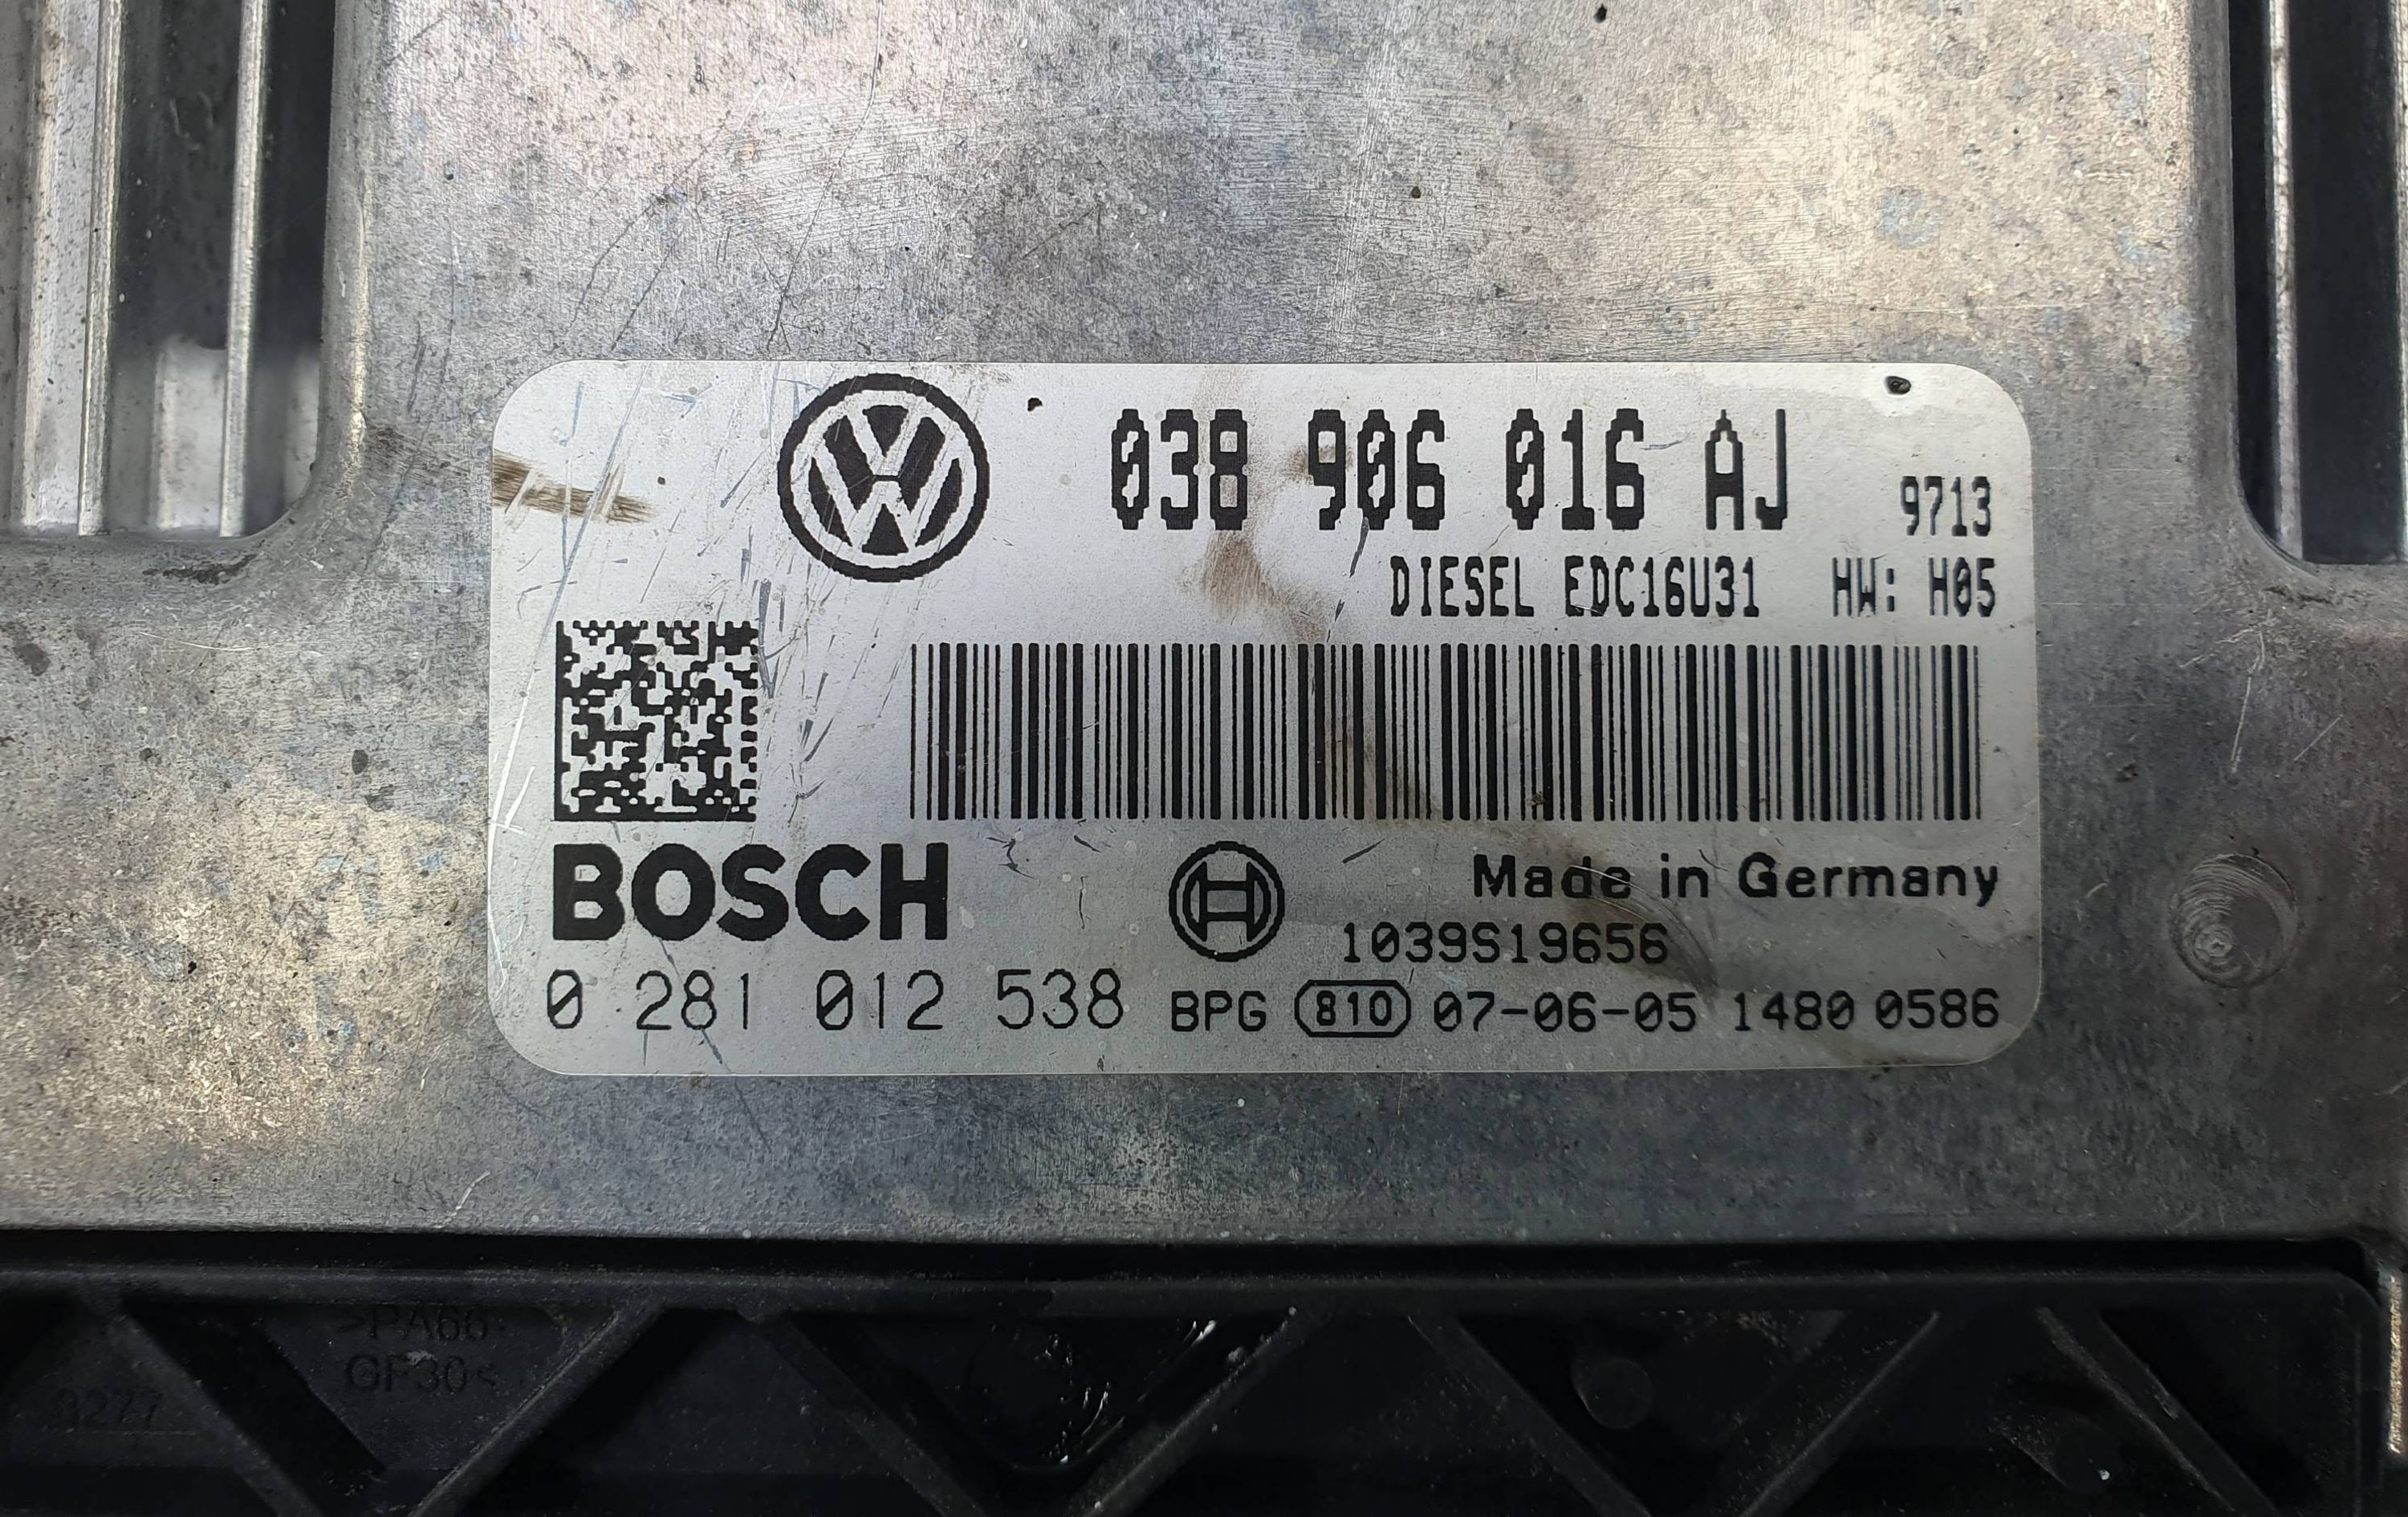 038 906 016 AJ
9713
DIESEL EDC16U31 HW: H05
BOSCH
Made in Germany
1039S19656
0 281 012 538 BPG 810 07-06-05 1480 0586
>PA66-
GF30<
9277